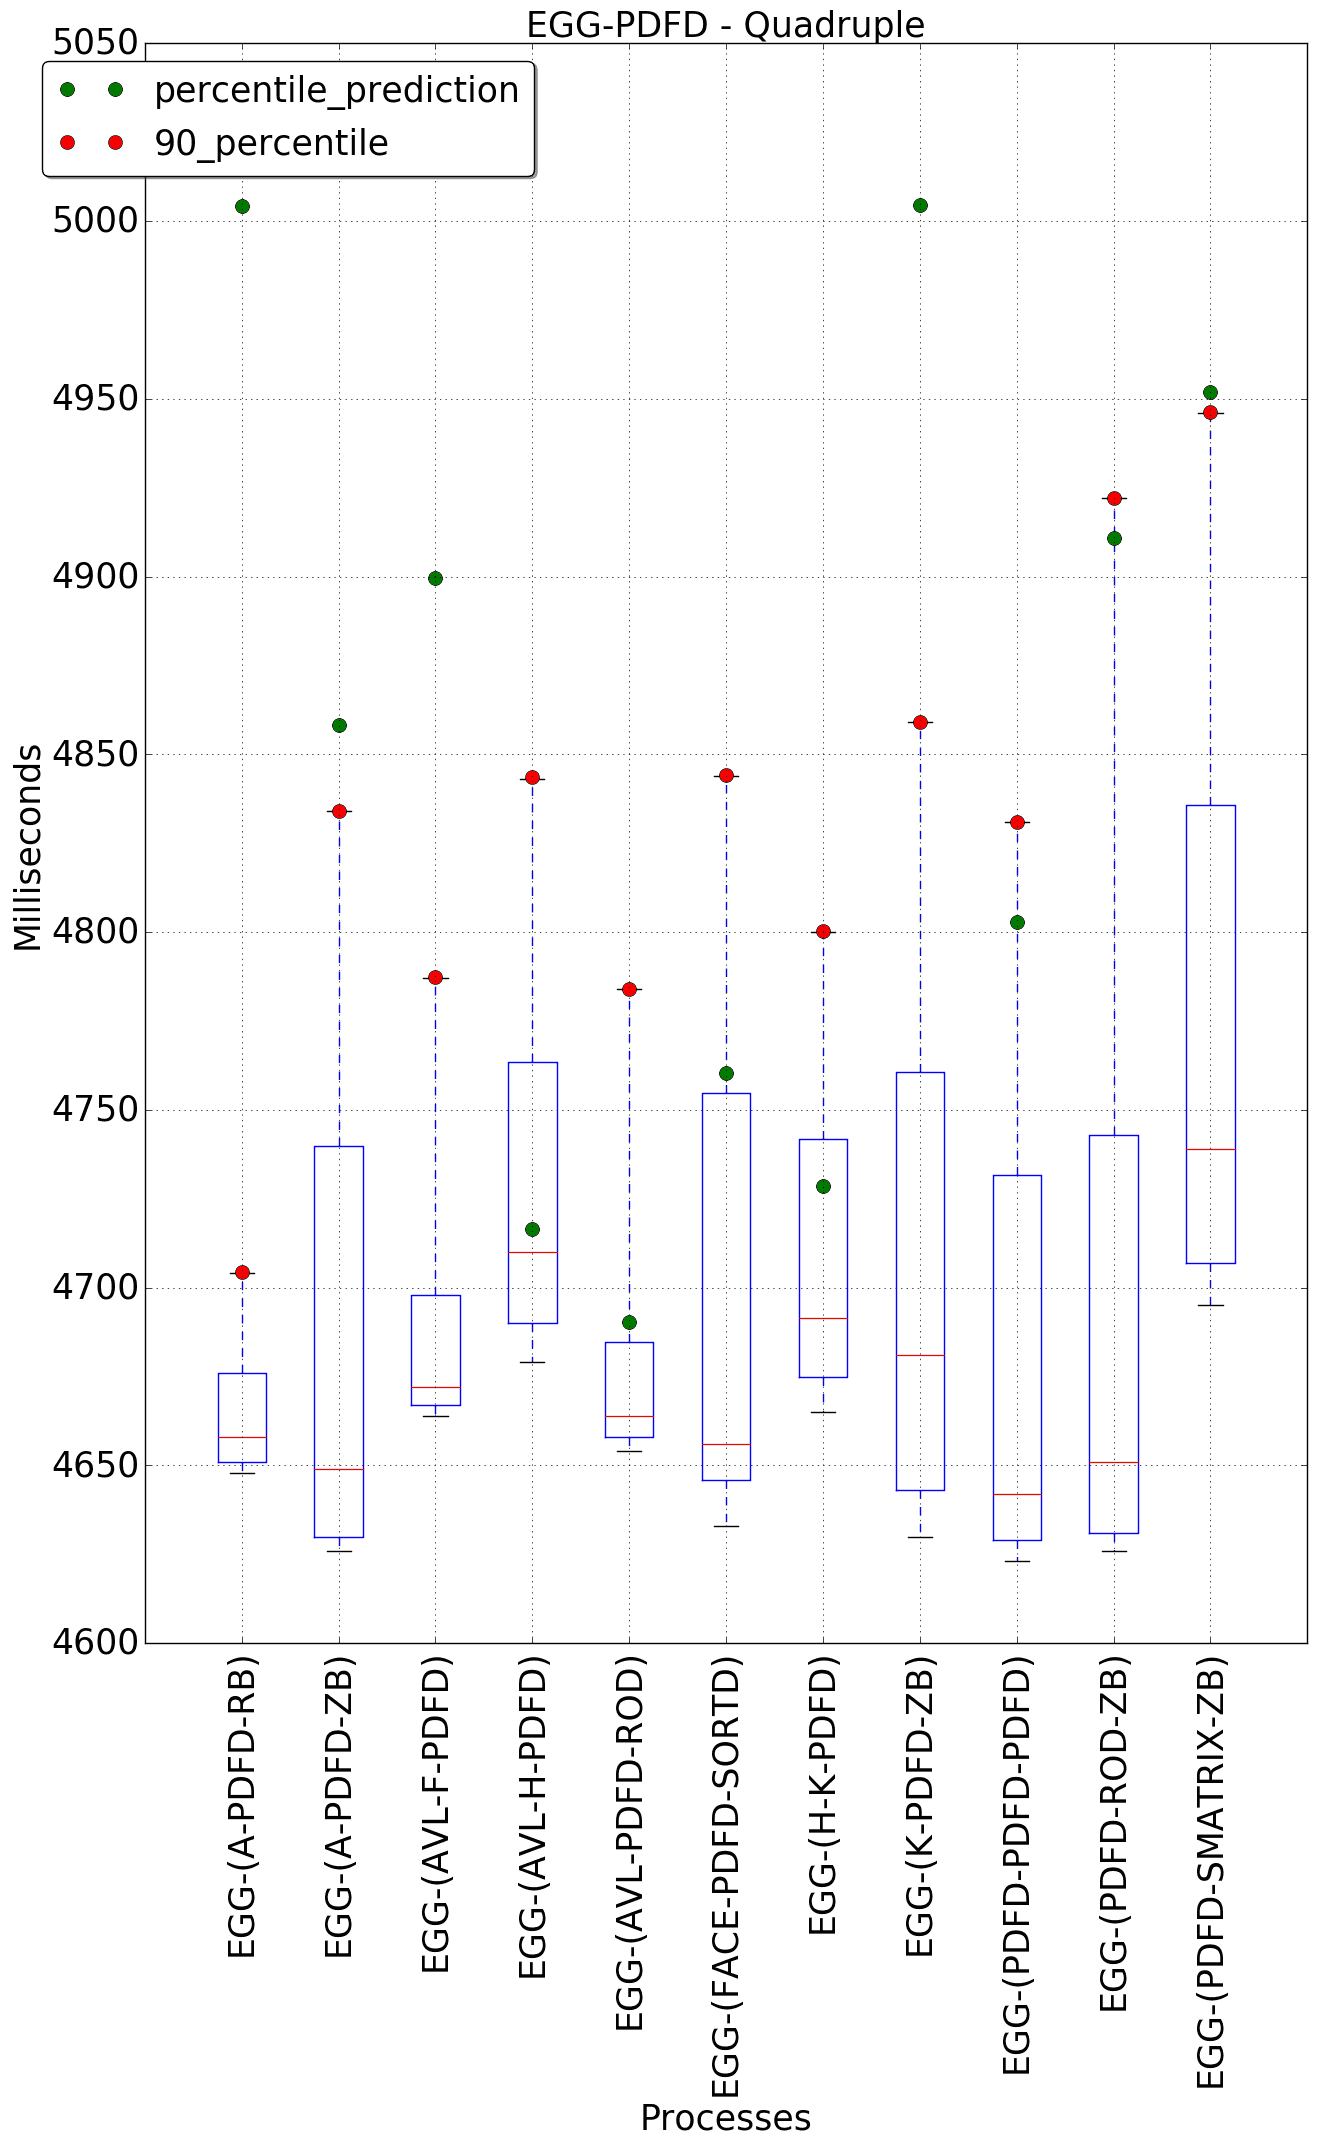 EGG-PDFD - Quadruple
percentile_prediction
90_percentile
5050
5000
4950
4900
4850
4800
4750
4700
4650
4600
Milliseconds
EGG-(A-PDFD-RB)
EGG-(A-PDFD-ZB)
EGG-(AVL-F-PDFD)
EGG-(AVL-H-PDFD)
EGG-(AVL-PDFD-ROD)
EGG-(FACE-PDFD-SORTD)
EGG-(H-K-PDFD)
EGG-(K-PDFD-ZB)
EGG-(PDFD-PDFD-PDFD)
EGG-(PDFD-ROD-ZB)
EGG-(PDFD-SMATRIX-ZB)
Processes